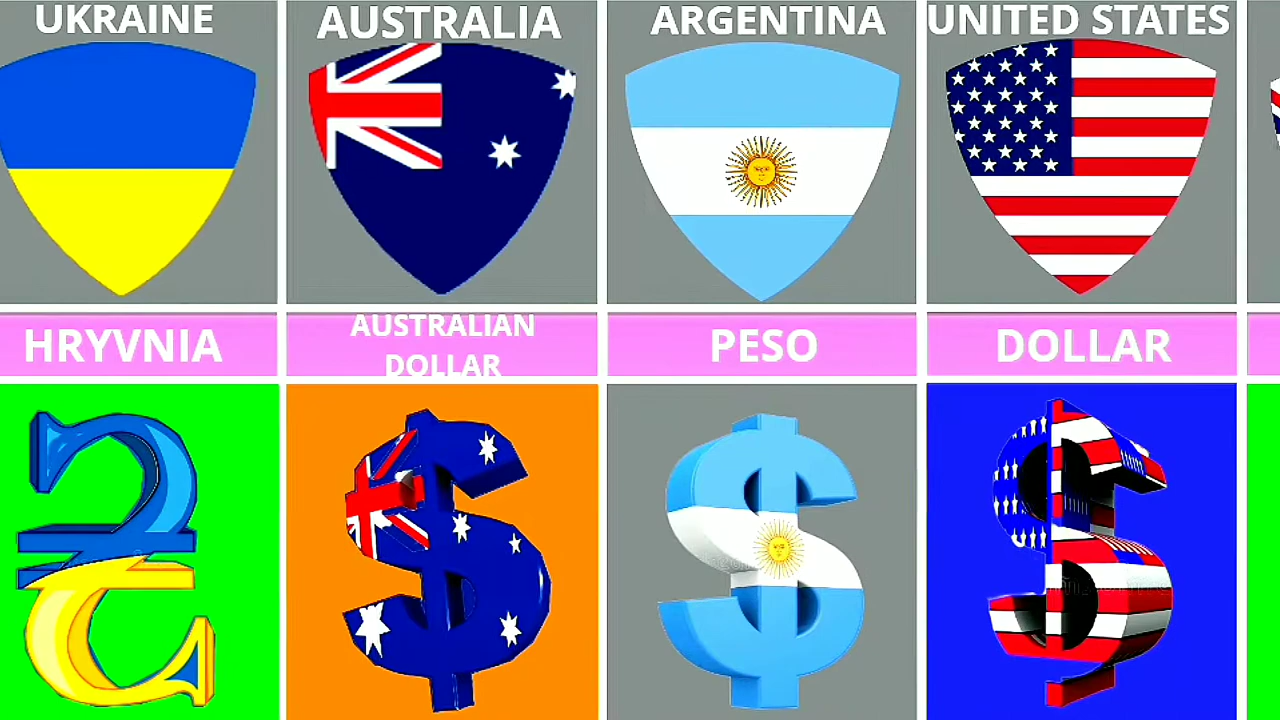 UKRAINE
AUSTRALIA
ARGENTINA
UNITED STATES
HRYVNIA
AUSTRALIAN
DOLLAR
PESO
DOLLAR